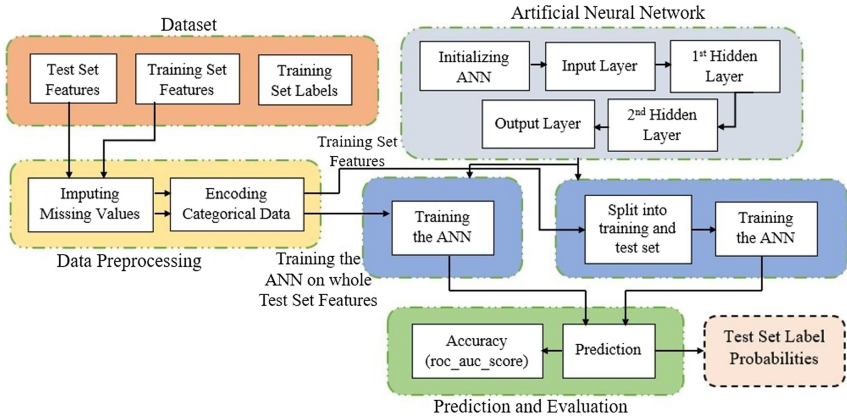 Dataset
Test Set
Features
Training Set
Features
Training
Set Labels
Artificial Neural Network
Initializing
ANN
Input Layer
1st Hidden
Layer
Output Layer
2nd Hidden
Layer
Training Set
Features
Imputing
Missing Values
Encoding
Categorical Data
Data Preprocessing
Training
the ANN
Split into
training and
test set
Training
the ANN
Training the
ANN on whole
Test Set Features
Accuracy
(roc_auc_score)
Prediction
Test Set Label
Probabilities
Prediction and Evaluation